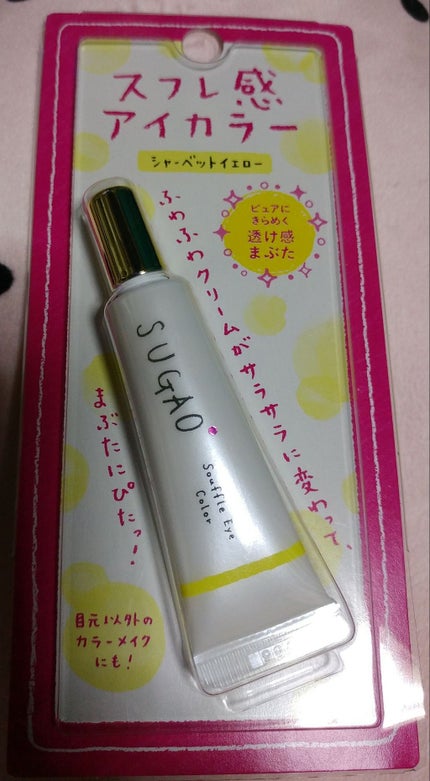 スフレ感
アイカラー
シャーベットイエロー
ピュアに
きらめく
透け感
まぶた
ふわふわクリームがサラサラに変わって、
まぶたにぴたっ!
SUGAO
Souffle Eye
Color
目元以外の
カラーメイク
にも!